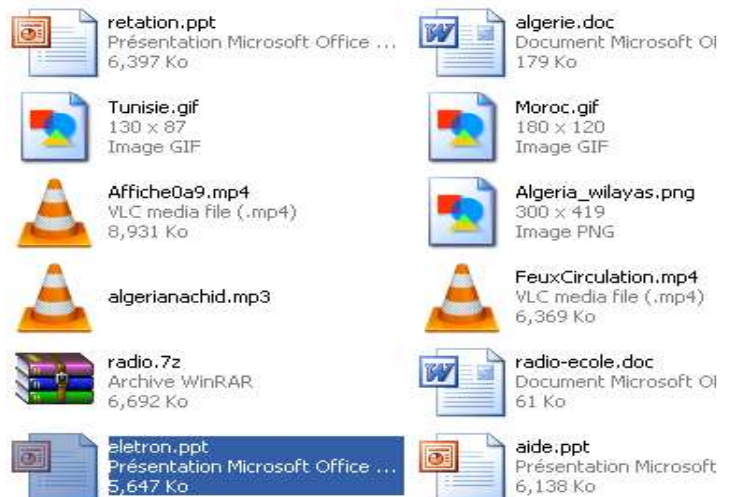 retation.ppt
Présentation Microsoft Office ...
6,397 Ko
algerie.doc
Document Microsoft Of
179 Ko
Tunisie.gif
130 x 87
Image GIF
Moroc.gif
180 x 120
Image GIF
Affiche0a9.mp4
VLC media file (.mp4)
8,931 Ko
Algeria_wilayas.png
300 x 419
Image PNG
algerianachid.mp3
FeuxCirculation.mp4
VLC media file (.mp4)
6,369 Ko
radio.7z
Archive WinRAR
6,692 Ko
radio-ecole.doc
Document Microsoft Of
61 Ko
eletron.ppt
Présentation Microsoft Office ...
5,647 Ko
aide.ppt
Présentation Microsoft
6,138 Ko